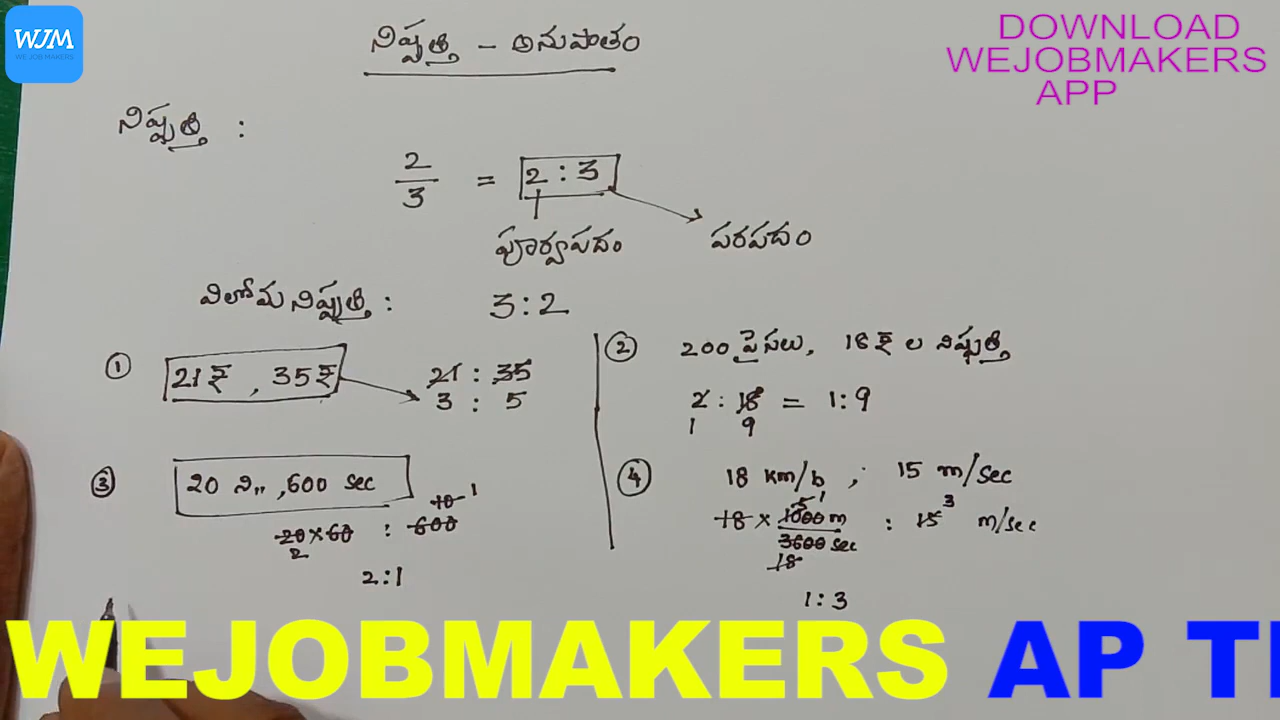 WJM
WE JOB MAKERS
DOWNLOAD
WEJOBMAKERS
APP
నిష్పత్తి - అనుపాతం
నిష్పత్తి :
2/3 = 2 : 3
పూర్వపదం
పరపదం
విలోమ నిష్పత్తి : 3 : 2
① 21₹ , 35₹
21 : 35
3 : 5
② 200 పైసలు, 18₹ ల నిష్పత్తి
2 : 18 = 1 : 9
1 9
③ 20 ని,, , 600 sec
10 1
20 × 60 : 600
2
2 : 1
④ 18 km/h ; 15 m/sec
5 1 3
18 × 1000 m / 3600 sec : 15 m/sec
18
1 : 3
WEJOBMAKERS AP TE